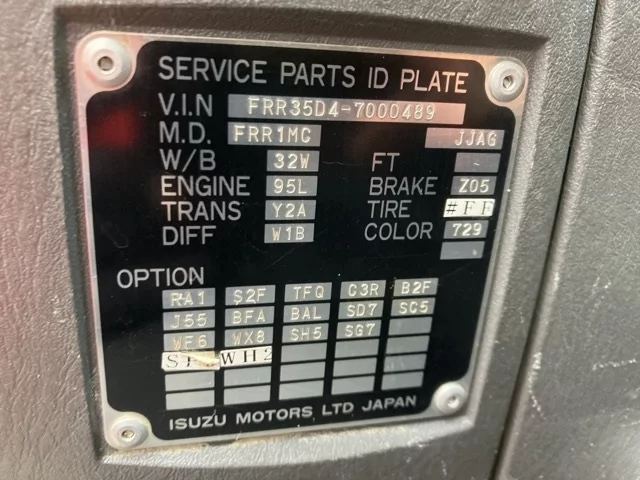 SERVICE PARTS ID PLATE
V.I.N FRR35D4-7000489
M.D. FRR1MC JJAG
W/B 32W FT
ENGINE 95L BRAKE Z05
TRANS Y2A TIRE #FF
DIFF W1B COLOR 729
OPTION
RA1 S2F TFQ C3R B2F
J55 BFA BAL SD7 SC5
WF6 WX8 SH5 SG7
WH2
ISUZU MOTORS LTD JAPAN